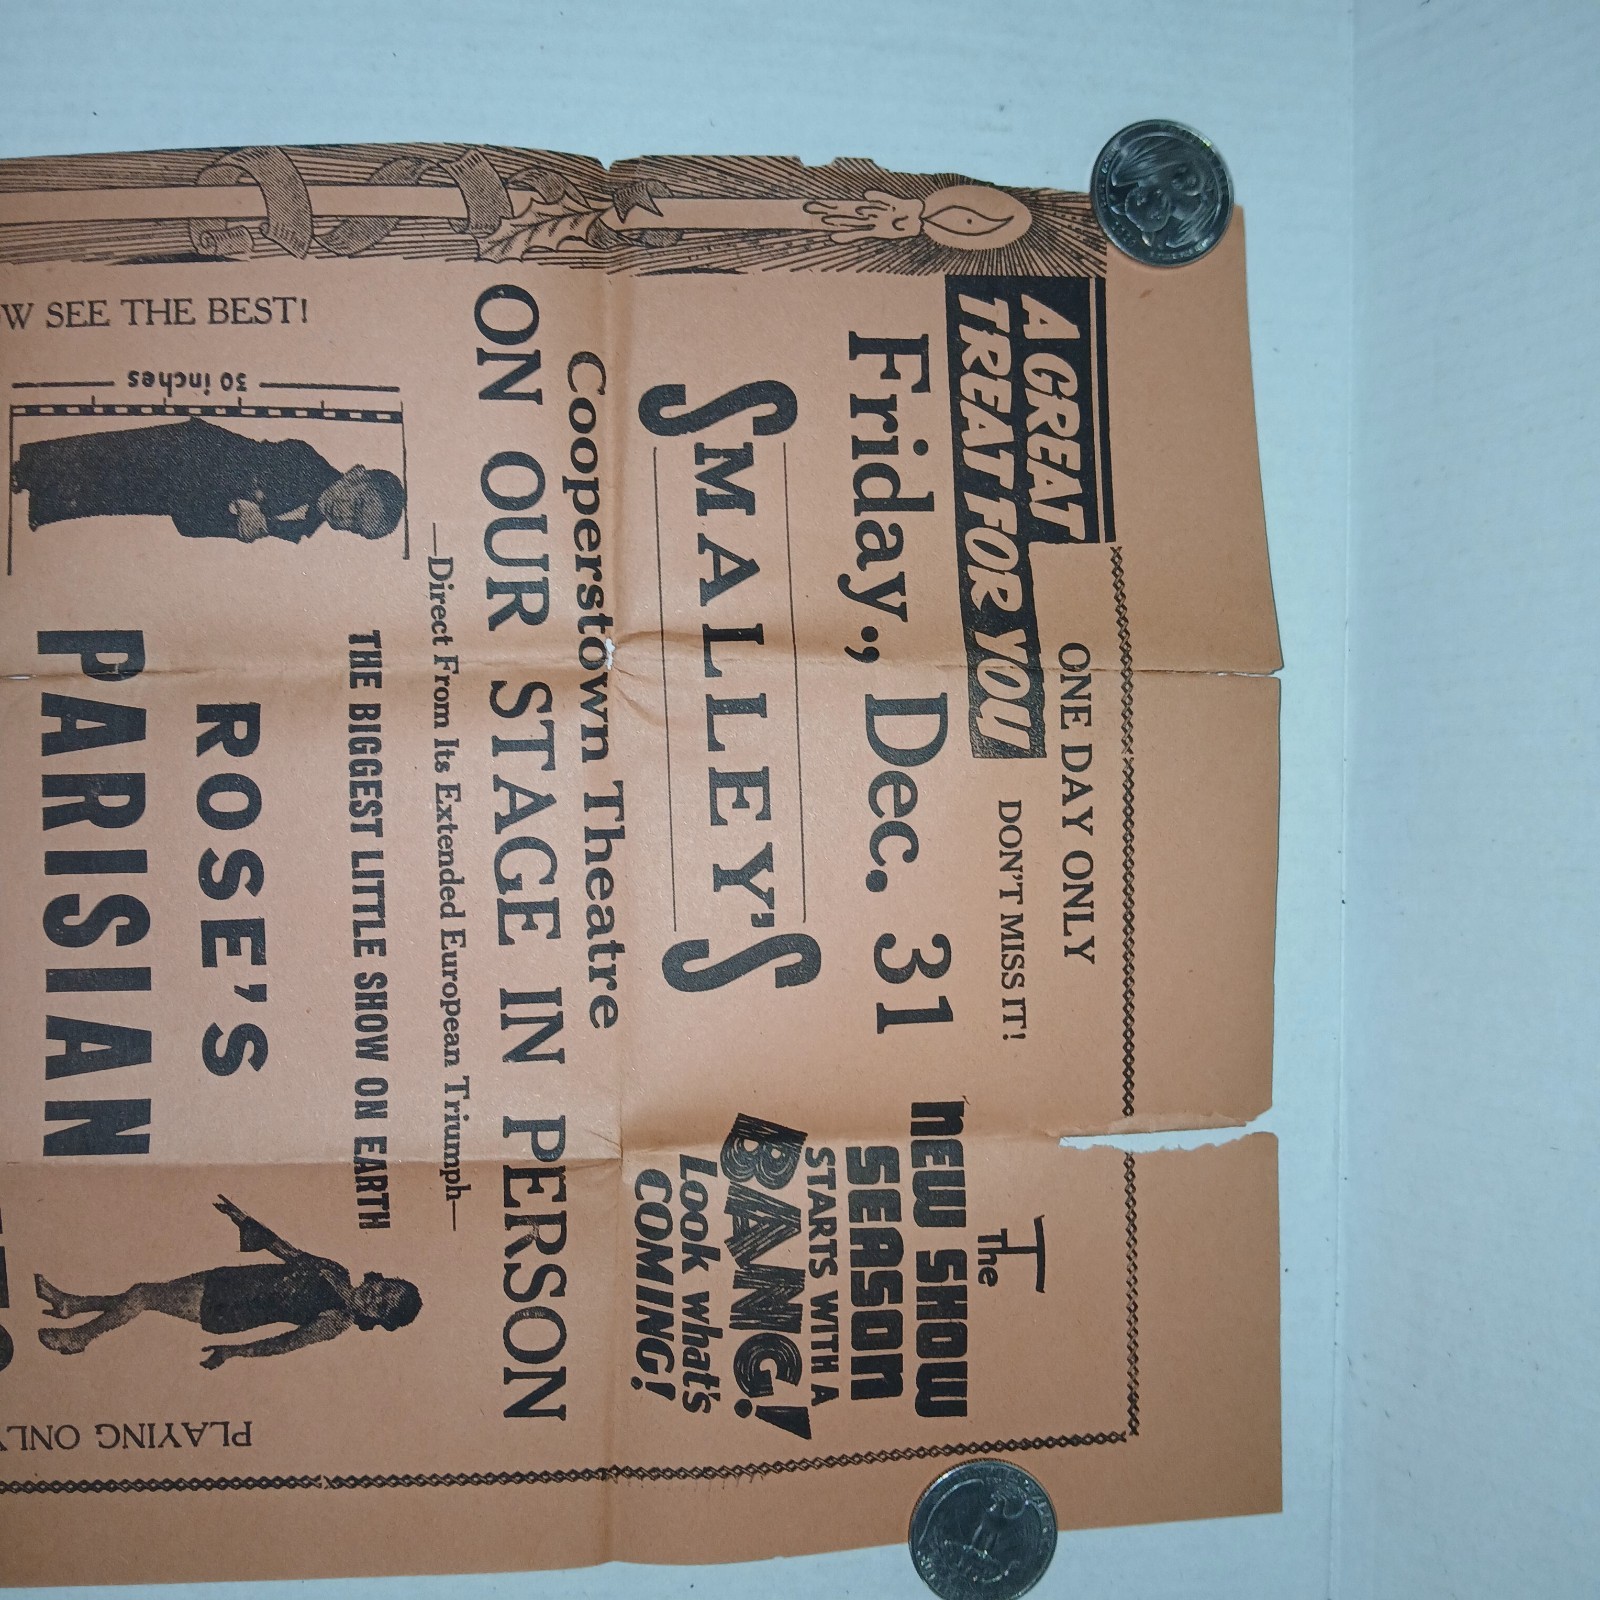 ONE DAY ONLY
A GREAT
TREAT FOR YOU
DON'T MISS IT!
The
NEW SHOW
SEASON
STARTS WITH A
BANG!
Look what's
COMING!
Friday, Dec. 31
SMALLEY'S
Cooperstown Theatre
ON OUR STAGE IN PERSON
—Direct From Its Extended European Triumph—
THE BIGGEST LITTLE SHOW ON EARTH
ROSE'S
PARISIAN
30 inches
SEE THE BEST!
PLAYING ONLY